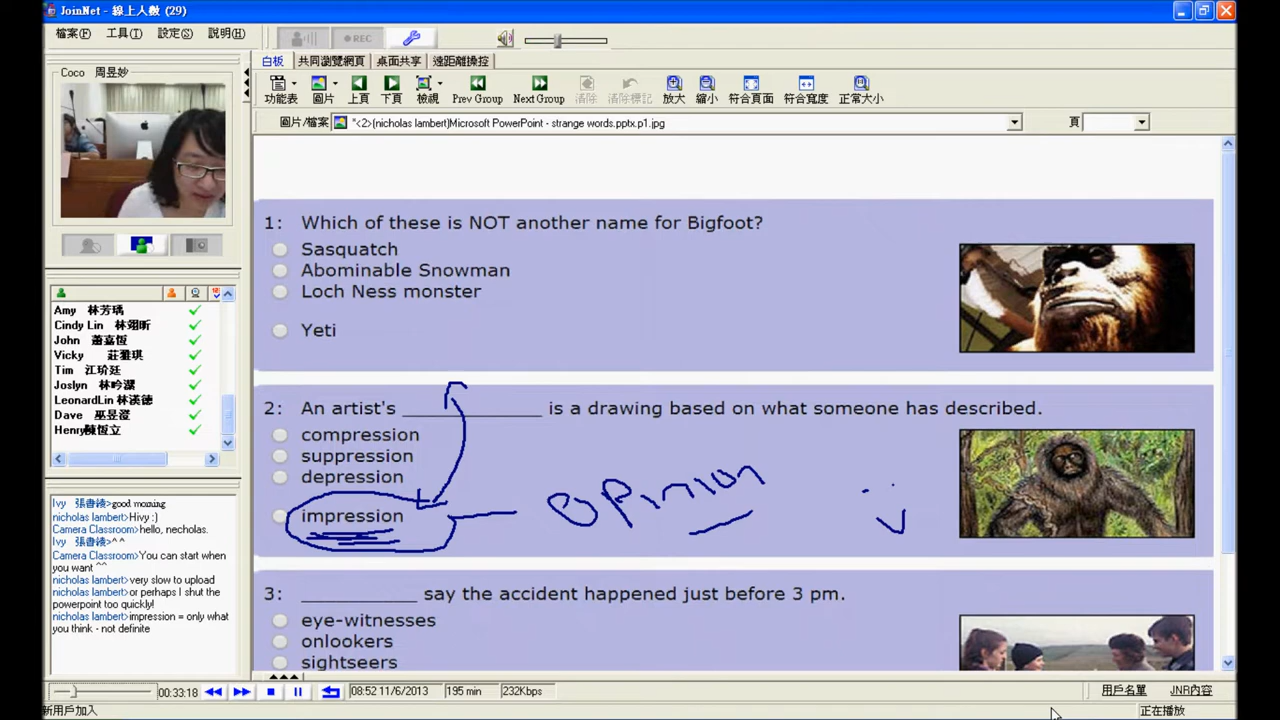 JoinNet - 線上人數 (29)
檔案(F) 工具(I) 設定(S) 說明(H)
REC
Coco 周昱妙
白板 共同瀏覽網頁 桌面共享 遠距離操控
功能表 圖片 上頁 下頁 檢視 Prev Group Next Group 清除 清除標記 放大 縮小 符合頁面 符合寬度 正常大小
圖片/檔案 *<2>(nicholas lambert)Microsoft PowerPoint - strange words.pptx.p1.jpg 頁
1: Which of these is NOT another name for Bigfoot?
Sasquatch
Abominable Snowman
Loch Ness monster
Yeti
2: An artist's ______________ is a drawing based on what someone has described.
compression
suppression
depression
impression
opinion
3: ___________ say the accident happened just before 3 pm.
eye-witnesses
onlookers
sightseers
Amy 林芳瑀
Cindy Lin 林翊昕
John 蕭嘉恆
Vicky 莊雅琪
Tim 江玠廷
Joslyn 林吟潔
LeonardLin 林漢德
Dave
Henry陳恆立
Ivy 張書綾>good morning
nicholas lambert>Hivy :)
Camera Classroom>hello, necholas.
Ivy 張書綾>^ ^
Camera Classroom>You can start when
you want ^^
nicholas lambert>very slow to upload
nicholas lambert>or perhaps I shut the
powerpoint too quickly!
nicholas lambert>impression = only what
you think - not definite
00:33:18 08:52 11/6/2013 195 min 232Kbps 用戶名單 JNR內容
新用戶加入 正在播放